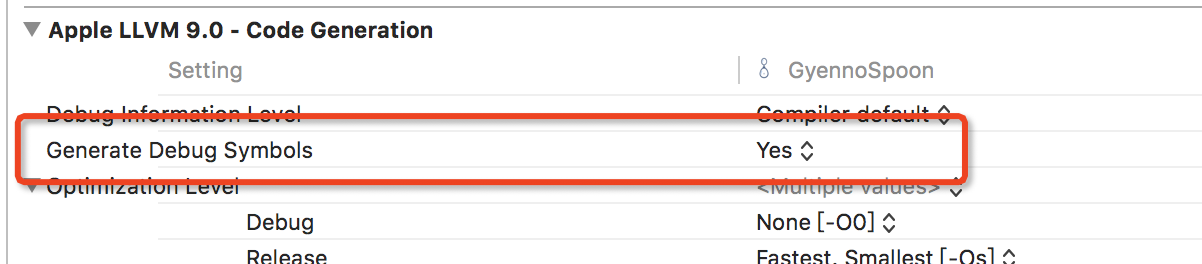 Apple LLVM 9.0 - Code Generation
Setting GyennoSpoon
Debug Information Level Compiler default
Generate Debug Symbols Yes
Optimization Level <Multiple values>
Debug None [-O0]
Release Fastest, Smallest [-Os]